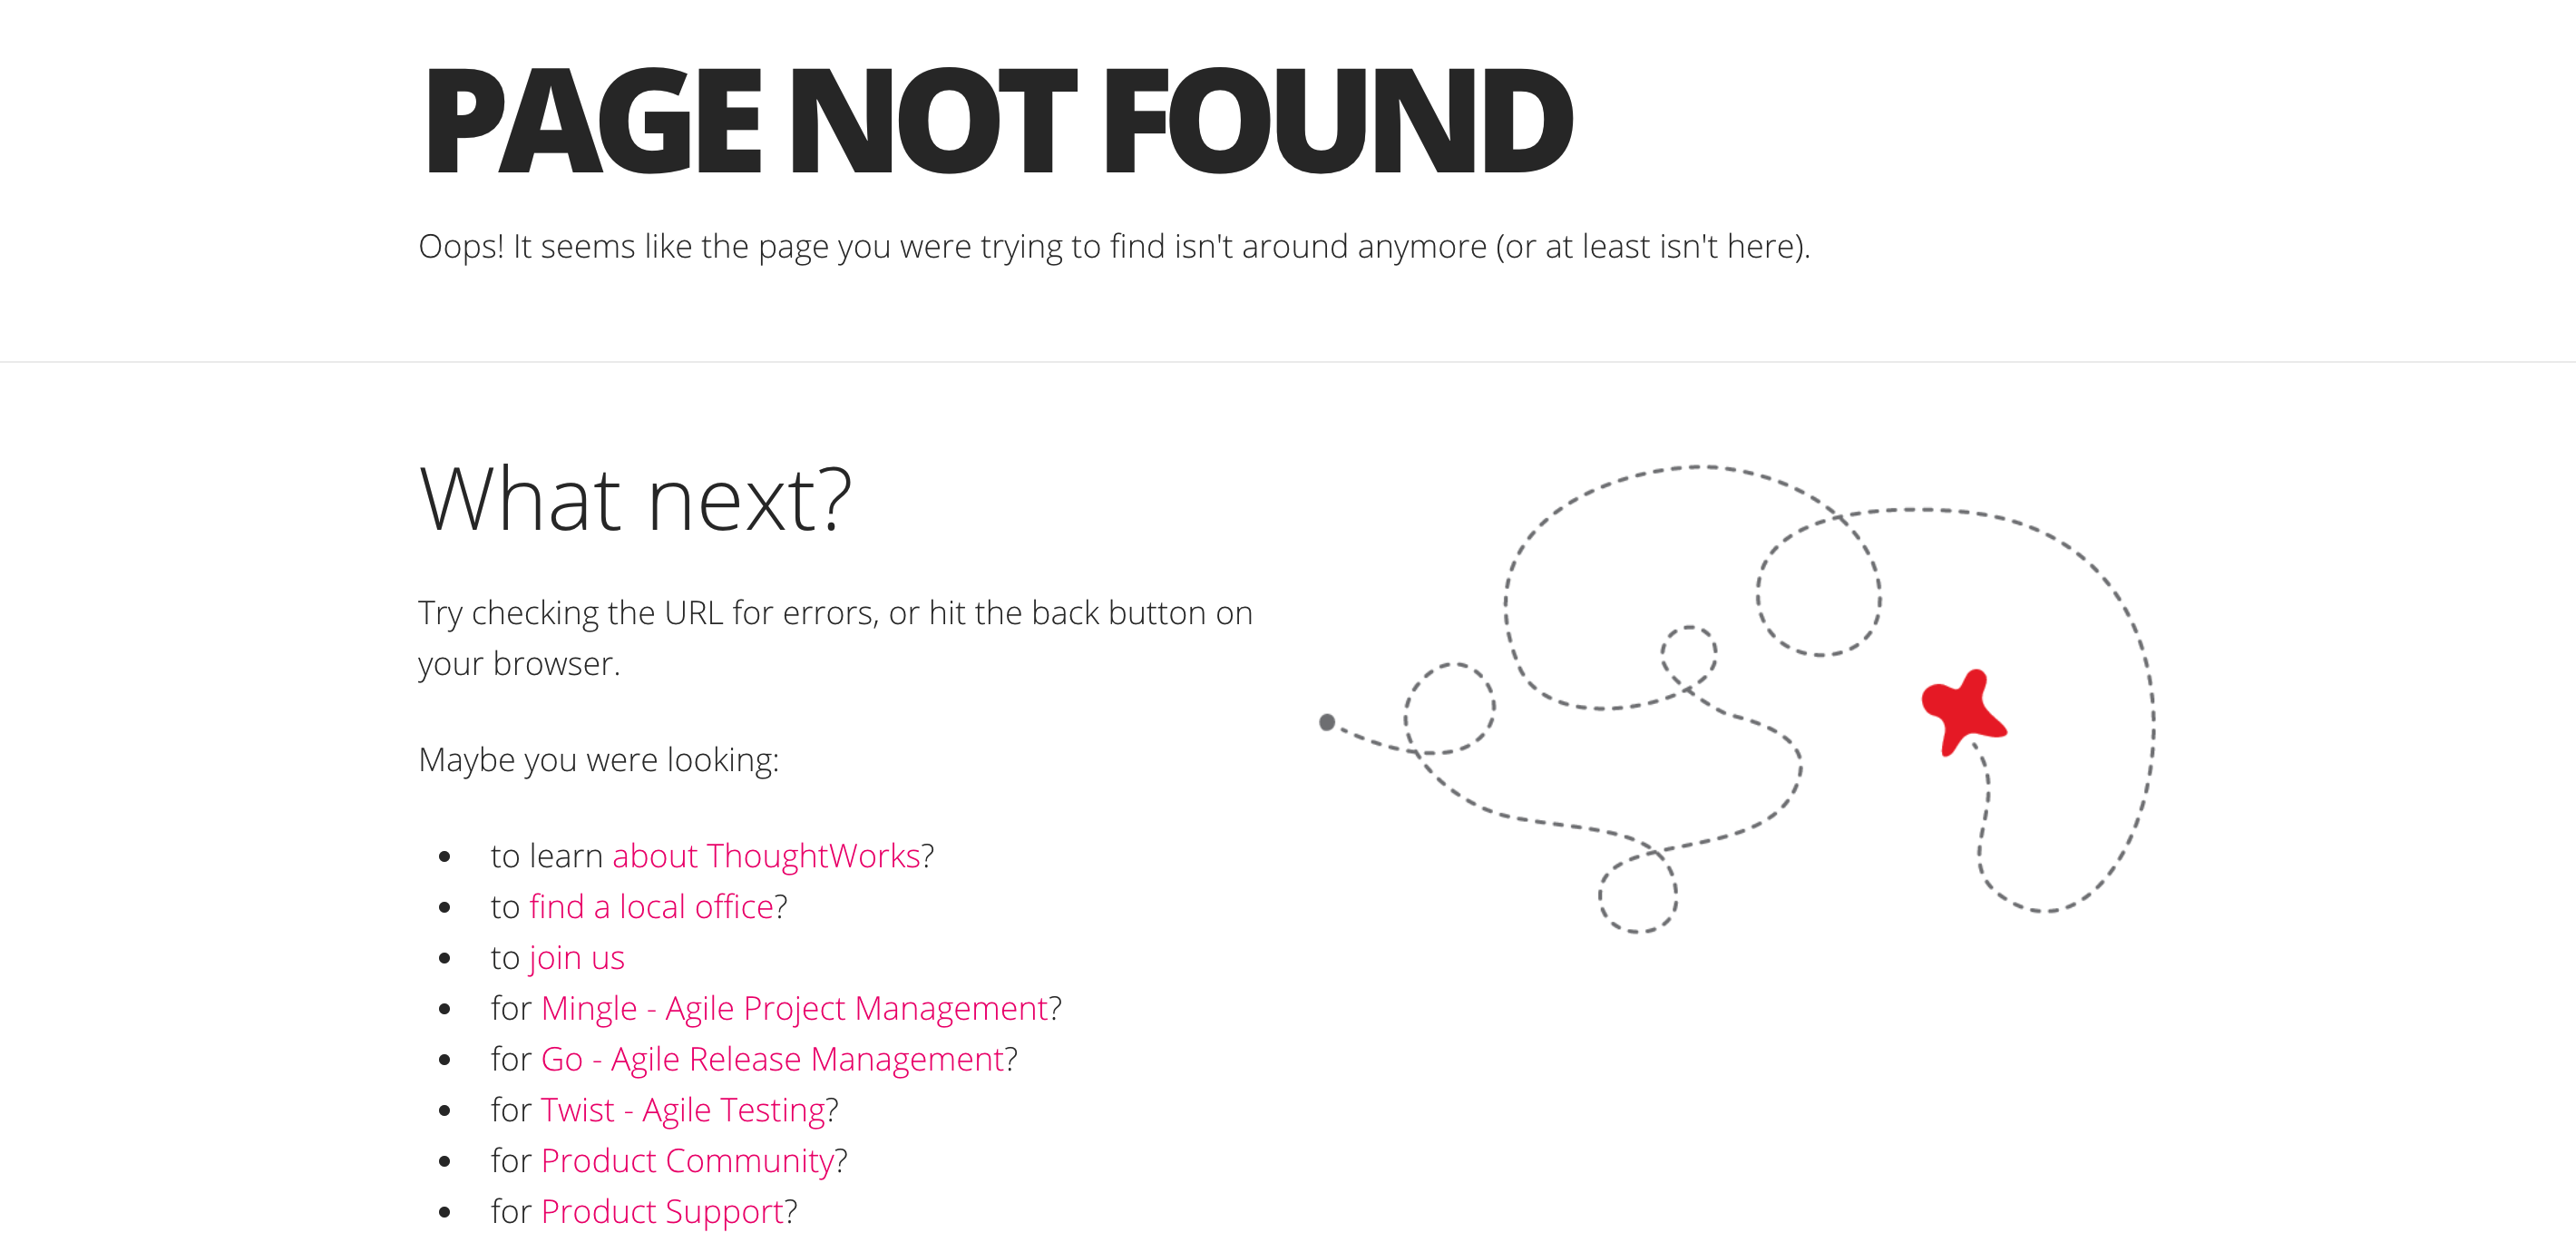 PAGE NOT FOUND
Oops! It seems like the page you were trying to find isn't around anymore (or at least isn't here).
What next?
Try checking the URL for errors, or hit the back button on
your browser.
Maybe you were looking:
• to learn about ThoughtWorks?
• to find a local office?
• to join us
• for Mingle - Agile Project Management?
• for Go - Agile Release Management?
• for Twist - Agile Testing?
• for Product Community?
• for Product Support?